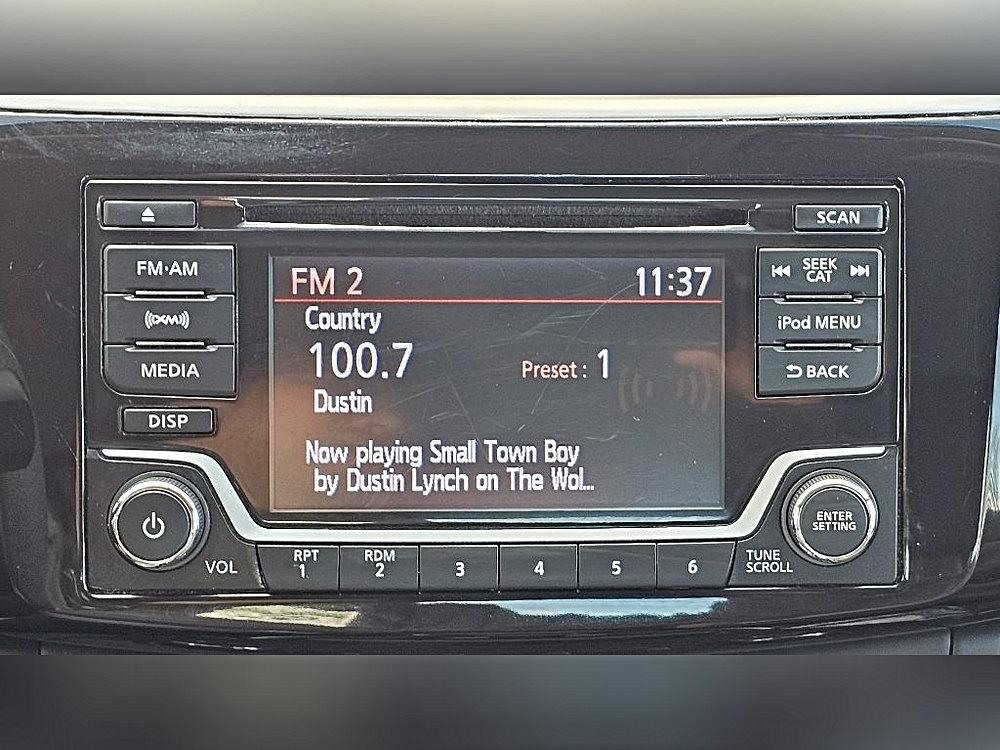 SCAN
FM·AM
SEEK
CAT
XM
iPod MENU
MEDIA
BACK
DISP
FM 2 11:37
Country
100.7 Preset : 1
Dustin
Now playing Small Town Boy
by Dustin Lynch on The Wol...
VOL
RPT
1
RDM
2
3
4
5
6
TUNE
SCROLL
ENTER
SETTING